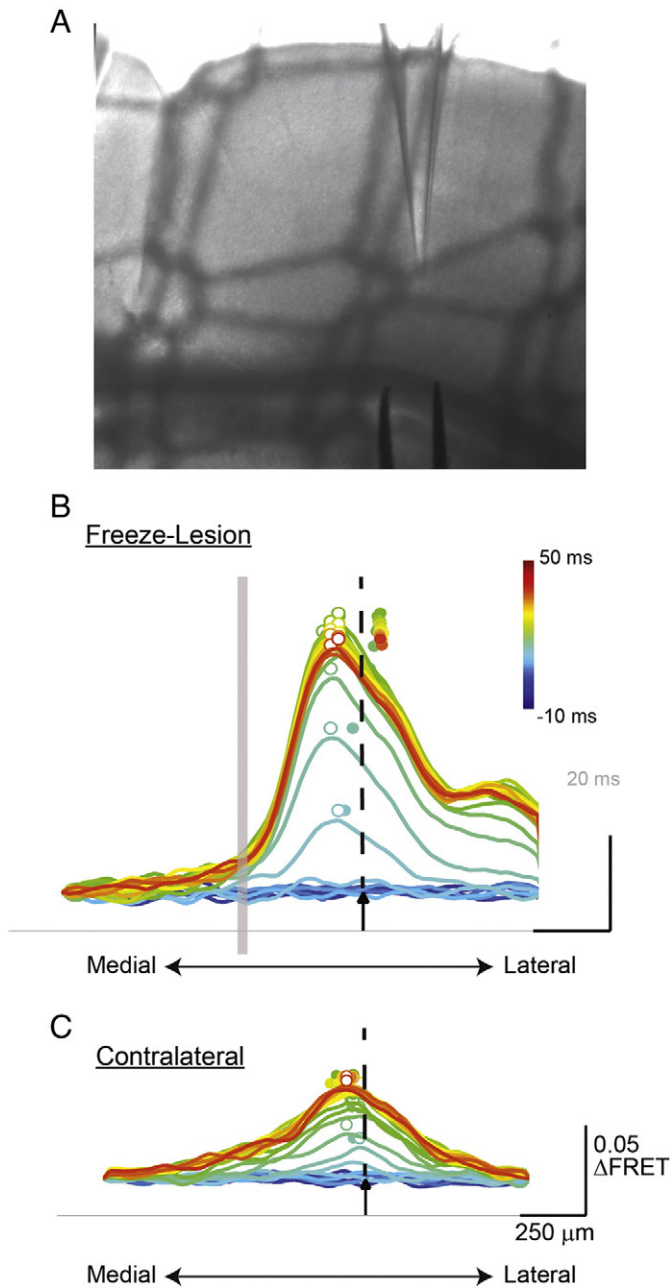 A
B
Freeze-Lesion
50 ms
-10 ms
20 ms
Medial
Lateral
C
Contralateral
0.05
ΔFRET
250 μm
Medial
Lateral